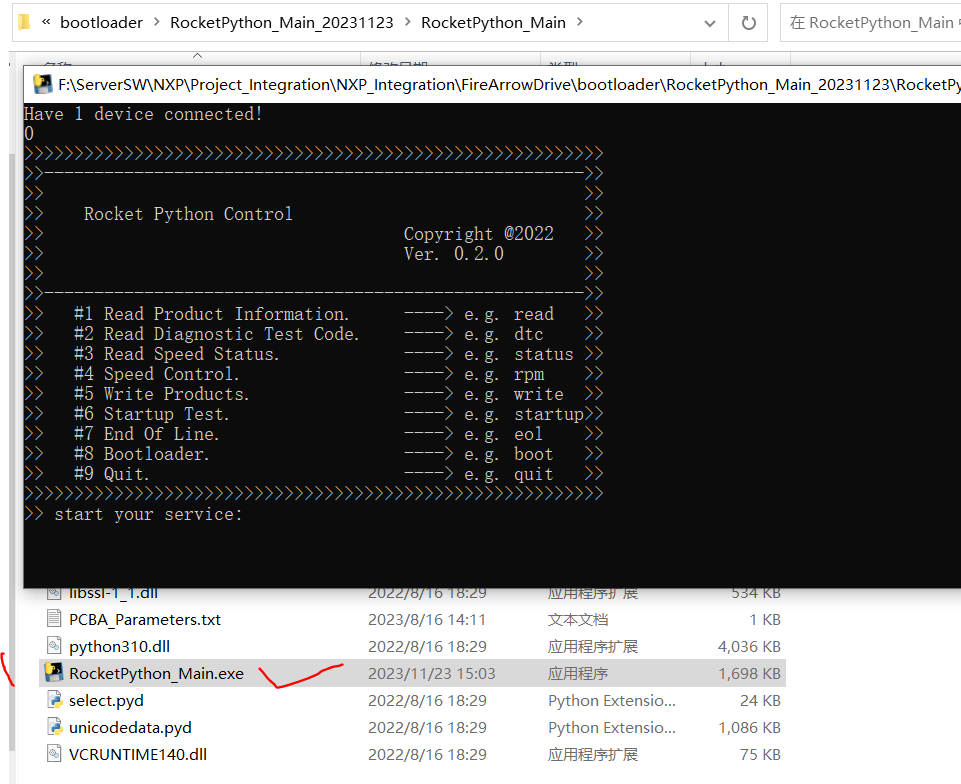 « bootloader > RocketPython_Main_20231123 > RocketPython_Main >
在 RocketPython_Main
F:\ServerSW\NXP\Project_Integration\NXP_Integration\FireArrowDrive\bootloader\RocketPython_Main_20231123\RocketPy
Have 1 device connected!
0
>>>>>>>>>>>>>>>>>>>>>>>>>>>>>>>>>>>>>>>>>>>>>>>>>>>>>>>>>>
>>------------------------------------------------------>>
>> >>
>> Rocket Python Control >>
>> Copyright @2022 >>
>> Ver. 0.2.0 >>
>> >>
>>------------------------------------------------------>>
>> #1 Read Product Information. ----> e.g. read >>
>> #2 Read Diagnostic Test Code. ----> e.g. dtc >>
>> #3 Read Speed Status. ----> e.g. status >>
>> #4 Speed Control. ----> e.g. rpm >>
>> #5 Write Products. ----> e.g. write >>
>> #6 Startup Test. ----> e.g. startup>>
>> #7 End Of Line. ----> e.g. eol >>
>> #8 Bootloader. ----> e.g. boot >>
>> #9 Quit. ----> e.g. quit >>
>>>>>>>>>>>>>>>>>>>>>>>>>>>>>>>>>>>>>>>>>>>>>>>>>>>>>>>>>>
>> start your service:
libssl-1_1.dll 2022/8/16 18:29 应用程序扩展 534 KB
PCBA_Parameters.txt 2023/8/16 14:11 文本文档 1 KB
python310.dll 2022/8/16 18:29 应用程序扩展 4,036 KB
RocketPython_Main.exe 2023/11/23 15:03 应用程序 1,698 KB
select.pyd 2022/8/16 18:29 Python Extensio... 24 KB
unicodedata.pyd 2022/8/16 18:29 Python Extensio... 1,086 KB
VCRUNTIME140.dll 2022/8/16 18:29 应用程序扩展 75 KB